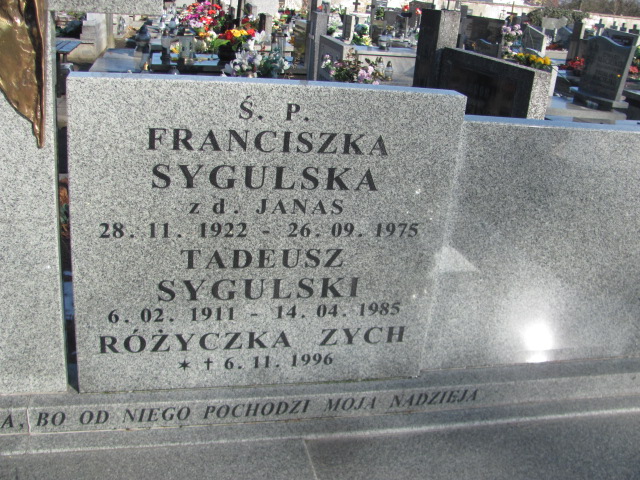 Ś. P.
FRANCISZKA
SYGULSKA
z d. JANAS
28. 11. 1922 - 26. 09. 1975
TADEUSZ
SYGULSKI
6. 02. 1911 - 14. 04. 1985
RÓŻYCZKA ZYCH
* † 6. 11. 1996
A, BO OD NIEGO POCHODZI MOJA NADZIEJA